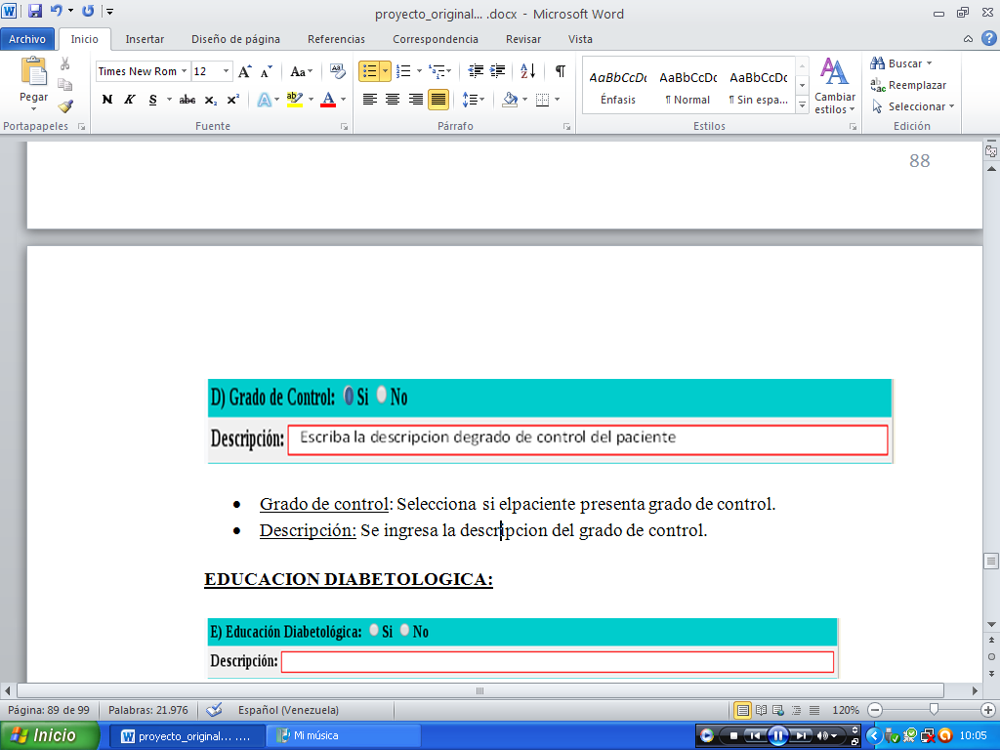 proyecto_original... .docx - Microsoft Word
Archivo Inicio Insertar Diseño de página Referencias Correspondencia Revisar Vista
Times New Rom 12 Aa
AaBbCcDc AaBbCcDc AaBbCcDc
Buscar
Reemplazar
Seleccionar
Pegar
N K S abc x₂ x² A ab A
Énfasis ¶ Normal ¶ Sin espa...
Cambiar
estilos
Portapapeles Fuente Párrafo Estilos Edición
88
D) Grado de Control: Si No
Descripción: Escriba la descripcion degrado de control del paciente
• Grado de control: Selecciona si elpaciente presenta grado de control.
• Descripción: Se ingresa la descripcion del grado de control.
EDUCACION DIABETOLOGICA:
E) Educación Diabetológica: Si No
Descripción:
Página: 89 de 99 Palabras: 21.976 Español (Venezuela) 120%
Inicio proyecto_original... .... Mi música 10:05